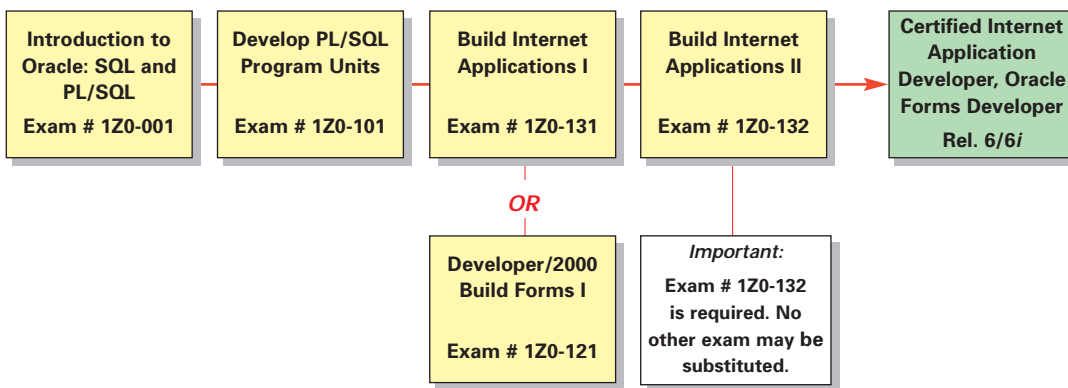 Introduction to
Oracle: SQL and
PL/SQL
Exam # 1Z0-001
Develop PL/SQL
Program Units
Exam # 1Z0-101
Build Internet
Applications I
Exam # 1Z0-131
Build Internet
Applications II
Exam # 1Z0-132
Certified Internet
Application
Developer, Oracle
Forms Developer
Rel. 6/6i
OR
Developer/2000
Build Forms I
Exam # 1Z0-121
Important:
Exam # 1Z0-132
is required. No
other exam may be
substituted.